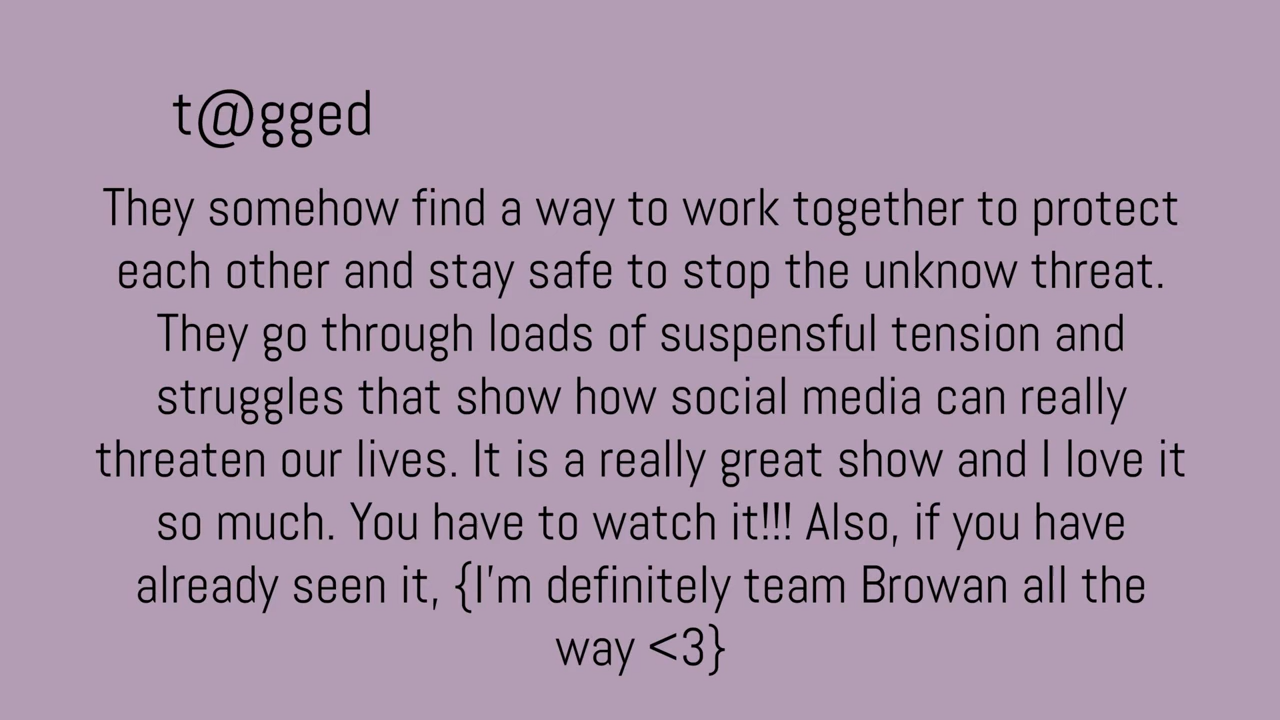 t@gged
They somehow find a way to work together to protect
each other and stay safe to stop the unknow threat.
They go through loads of suspensful tension and
struggles that show how social media can really
threaten our lives. It is a really great show and I love it
so much. You have to watch it!!! Also, if you have
already seen it, {I'm definitely team Browan all the
way <3}